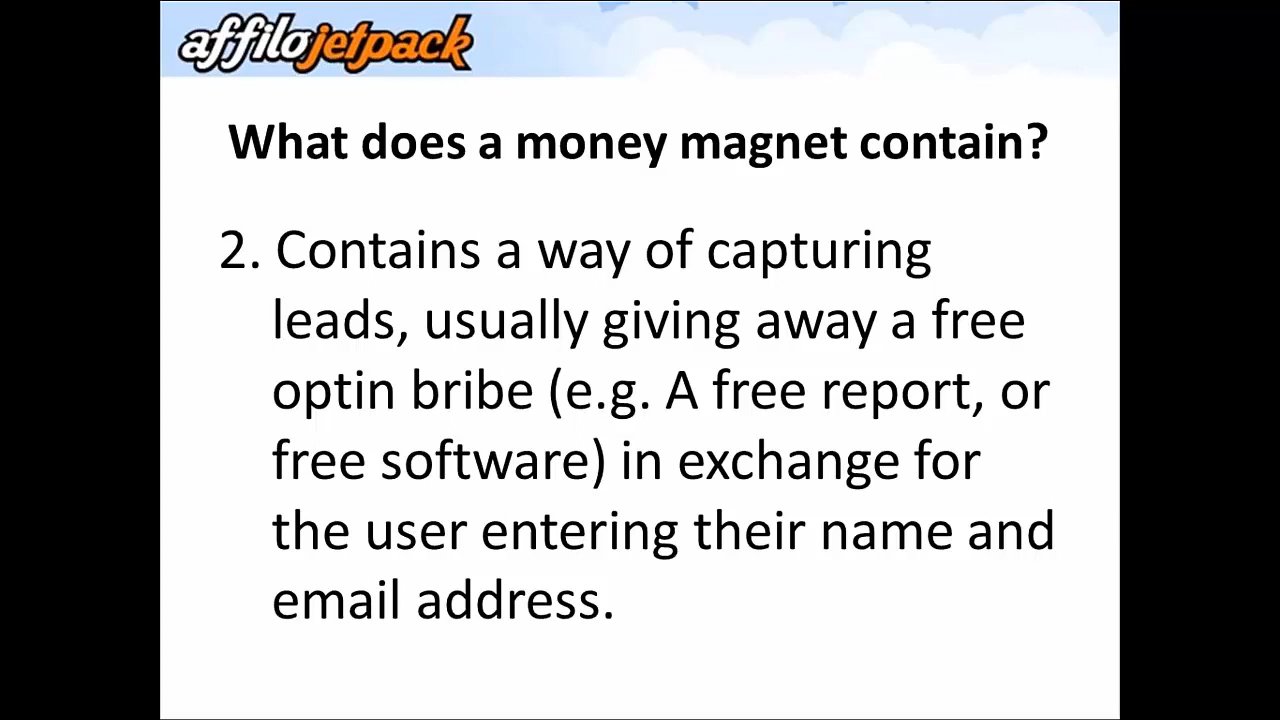 affilojetpack
What does a money magnet contain?
2. Contains a way of capturing
leads, usually giving away a free
optin bribe (e.g. A free report, or
free software) in exchange for
the user entering their name and
email address.